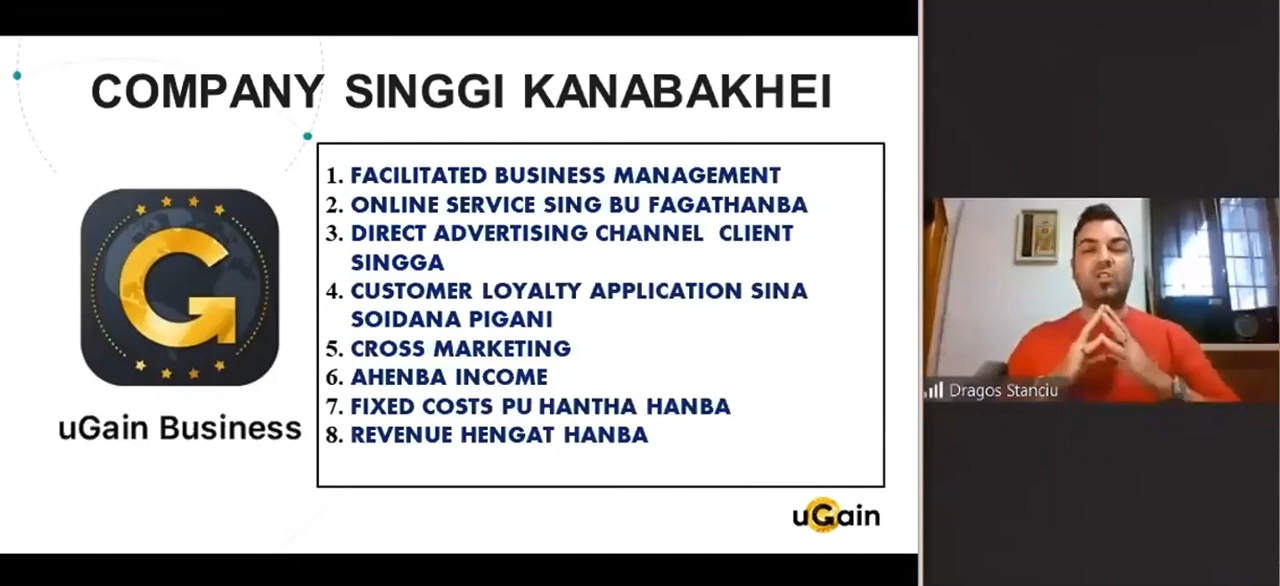 COMPANY SINGGI KANABAKHEI
1. FACILITATED BUSINESS MANAGEMENT
2. ONLINE SERVICE SING BU FAGATHANBA
3. DIRECT ADVERTISING CHANNEL CLIENT
SINGGA
4. CUSTOMER LOYALTY APPLICATION SINA
SOIDANA PIGANI
5. CROSS MARKETING
6. AHENBA INCOME
7. FIXED COSTS PU HANTHA HANBA
8. REVENUE HENGAT HANBA
G
uGain Business
uGain
Dragos Stanciu